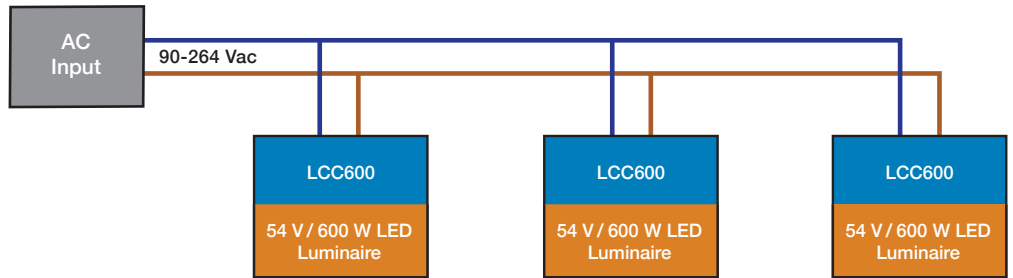 AC
Input
90-264 Vac
LCC600
54 V / 600 W LED
Luminaire
LCC600
54 V / 600 W LED
Luminaire
LCC600
54 V / 600 W LED
Luminaire